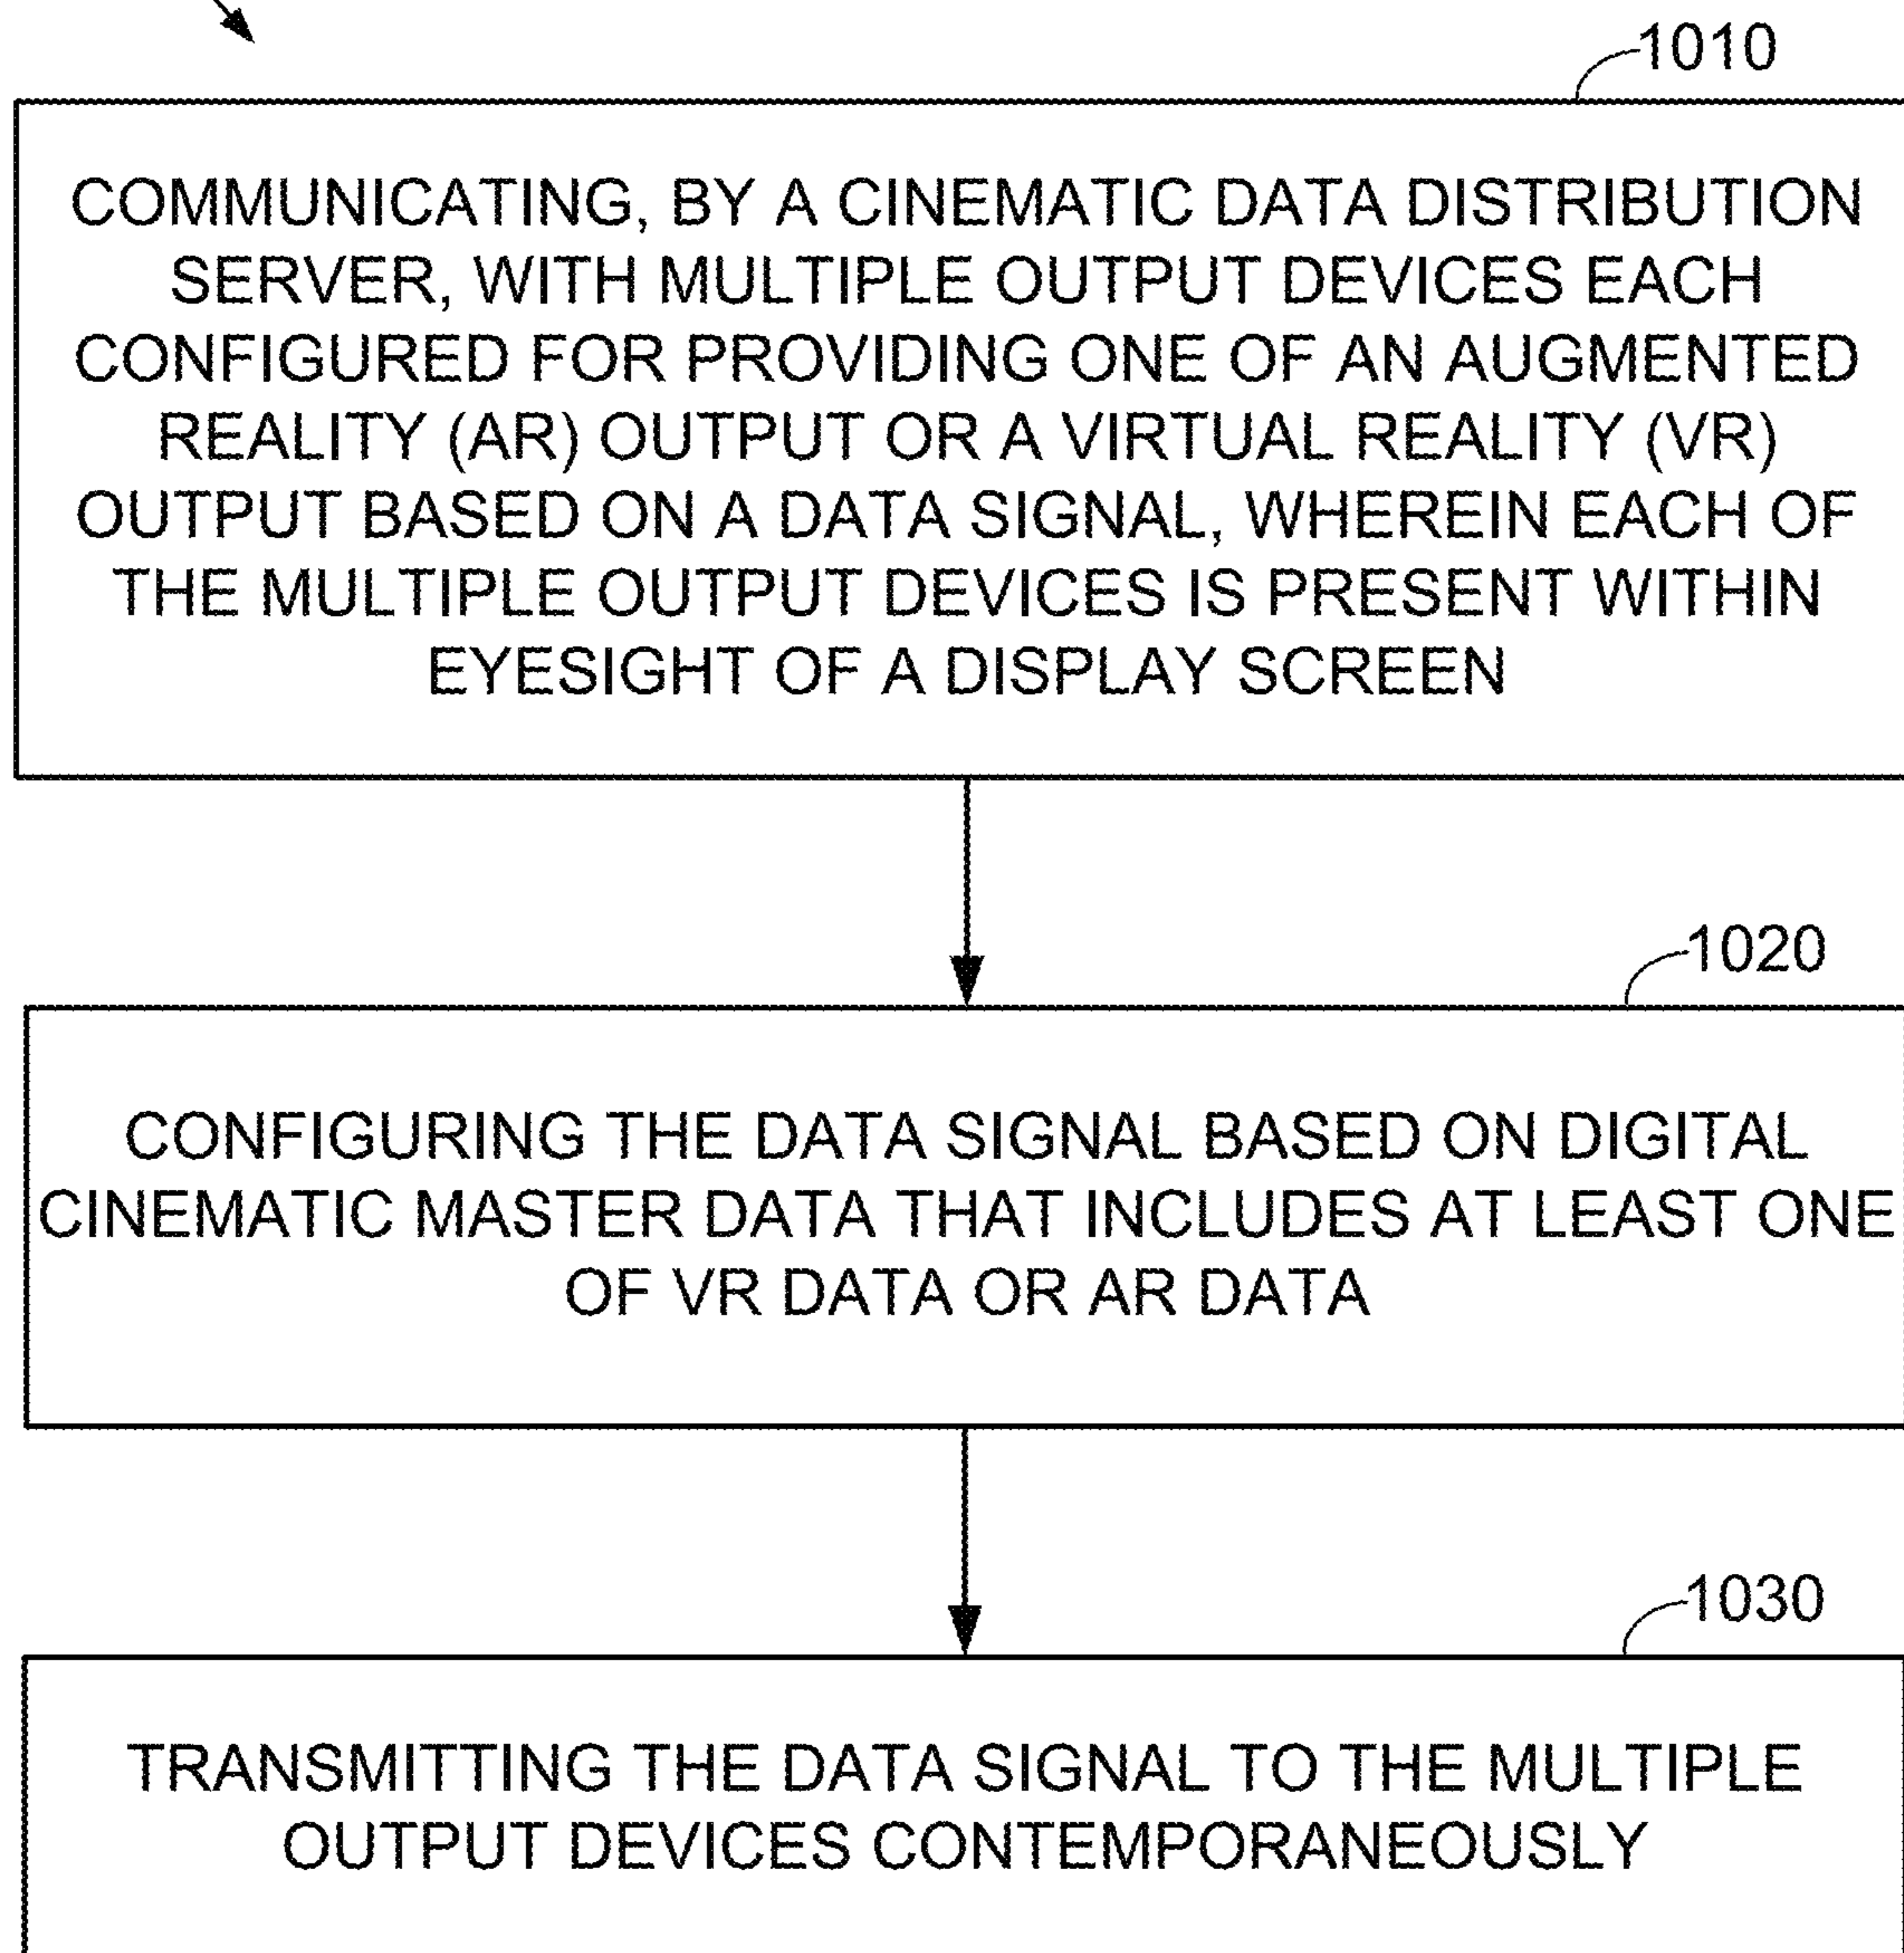 1010
COMMUNICATING, BY A CINEMATIC DATA DISTRIBUTION
SERVER, WITH MULTIPLE OUTPUT DEVICES EACH
CONFIGURED FOR PROVIDING ONE OF AN AUGMENTED
REALITY (AR) OUTPUT OR A VIRTUAL REALITY (VR)
OUTPUT BASED ON A DATA SIGNAL, WHEREIN EACH OF
THE MULTIPLE OUTPUT DEVICES IS PRESENT WITHIN
EYESIGHT OF A DISPLAY SCREEN
1020
CONFIGURING THE DATA SIGNAL BASED ON DIGITAL
CINEMATIC MASTER DATA THAT INCLUDES AT LEAST ONE
OF VR DATA OR AR DATA
1030
TRANSMITTING THE DATA SIGNAL TO THE MULTIPLE
OUTPUT DEVICES CONTEMPORANEOUSLY